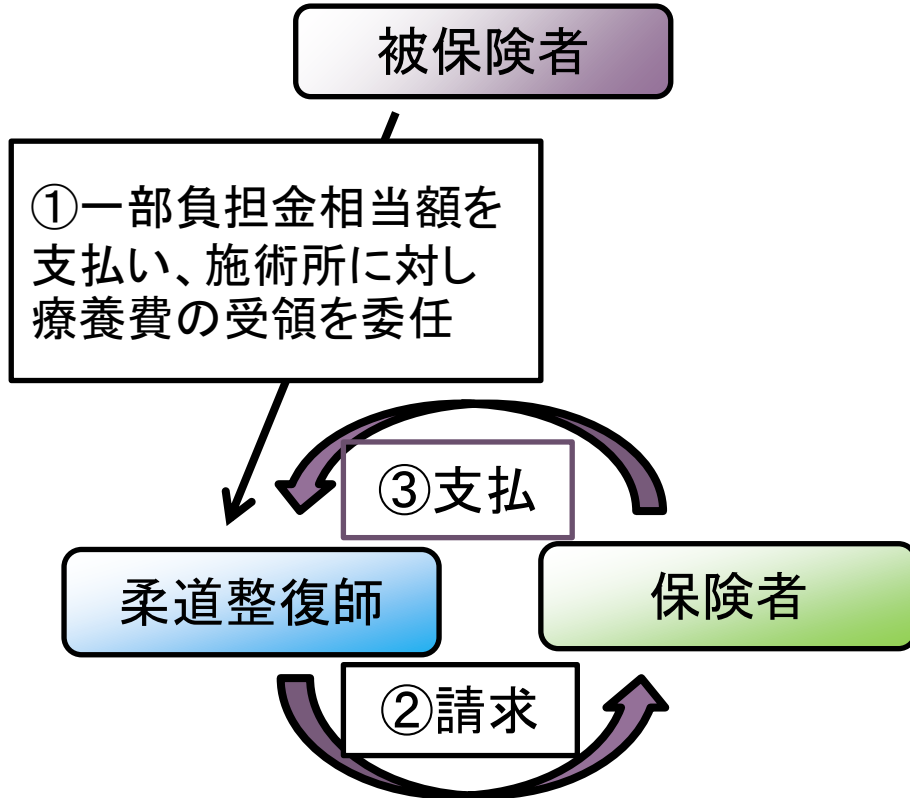 被保険者
①一部負担金相当額を
支払い、施術所に対し
療養費の受領を委任
③支払
柔道整復師
保険者
②請求